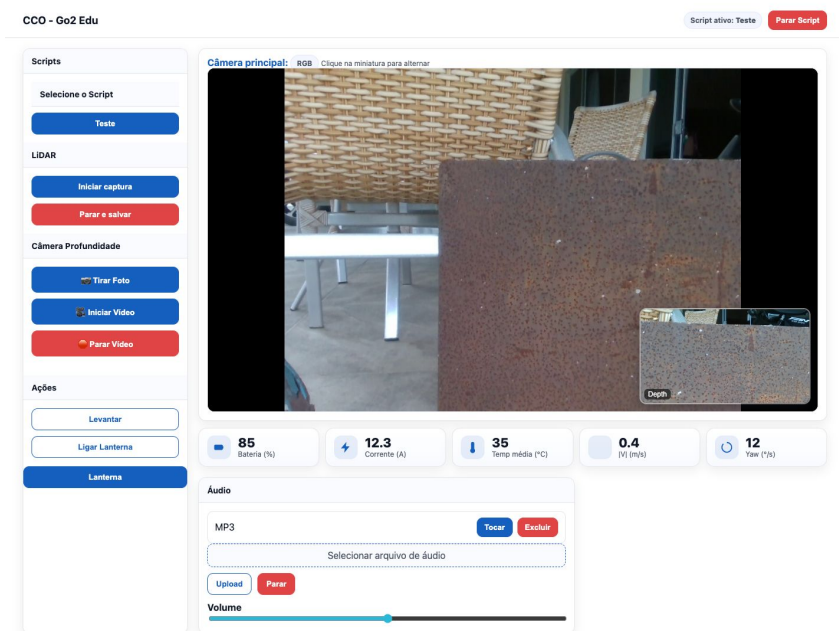 CCO - Go2 Edu
Script ativo: Teste
Parar Script
Scripts
Selecione o Script
Teste
LiDAR
Iniciar captura
Parar e salvar
Câmera Profundidade
Tirar Foto
Iniciar Vídeo
Parar Vídeo
Ações
Levantar
Ligar Lanterna
Lanterna
Câmera principal: RGB Clique na miniatura para alternar
Depth
85
Bateria (%)
12.3
Corrente (A)
35
Temp média (°C)
0.4
|V| (m/s)
12
Yaw (°/s)
Áudio
MP3
Tocar
Excluir
Selecionar arquivo de áudio
Upload
Parar
Volume